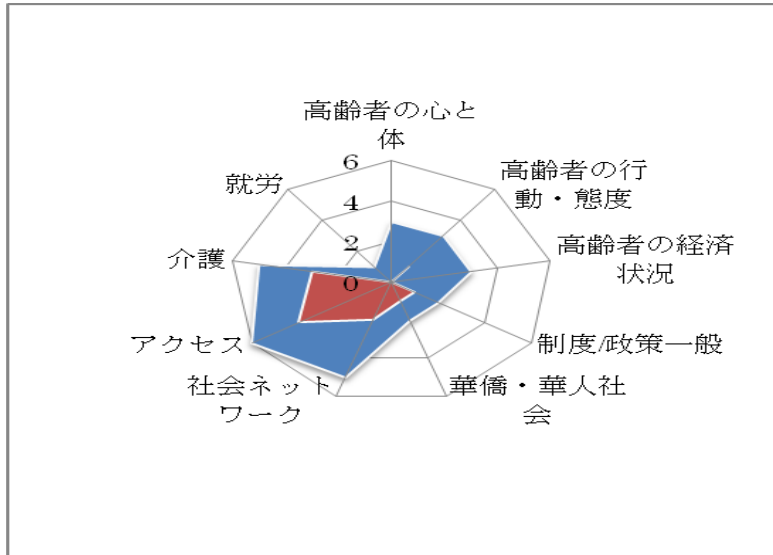 高齢者の心と
体
高齢者の行
動・態度
高齢者の経済
状況
制度/政策一般
華僑・華人社
会
社会ネット
ワーク
アクセス
介護
就労
6
4
2
0